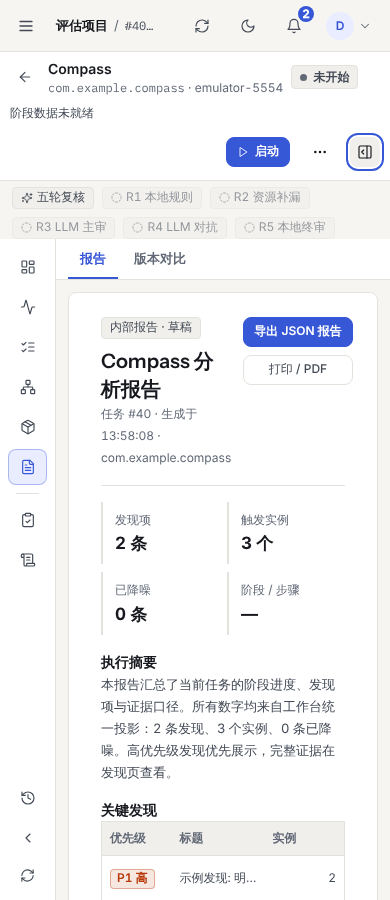 评估项目 / #40… 2 D
Compass
com.example.compass · emulator-5554 未开始
阶段数据未就绪
启动
五轮复核 R1 本地规则 R2 资源补漏
R3 LLM 主审 R4 LLM 对抗 R5 本地终审
报告 版本对比
内部报告 · 草稿
导出 JSON 报告
Compass 分
析报告
打印 / PDF
任务 #40 · 生成于
13:58:08 ·
com.example.compass
发现项 触发实例
2 条 3 个
已降噪 阶段 / 步骤
0 条 —
执行摘要
本报告汇总了当前任务的阶段进度、发现
项与证据口径。所有数字均来自工作台统
一投影：2 条发现、3 个实例、0 条已降
噪。高优先级发现优先展示，完整证据在
发现页查看。
关键发现
优先级 标题 实例
P1 高 示例发现: 明… 2